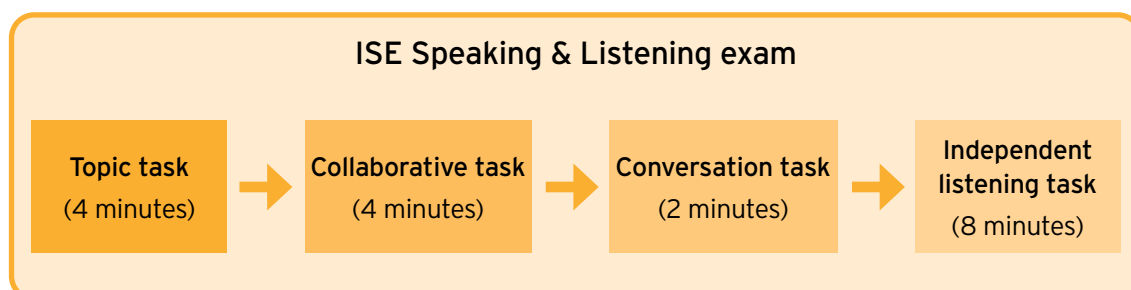 ISE Speaking & Listening exam
Topic task
(4 minutes)
Collaborative task
(4 minutes)
Conversation task
(2 minutes)
Independent
listening task
(8 minutes)